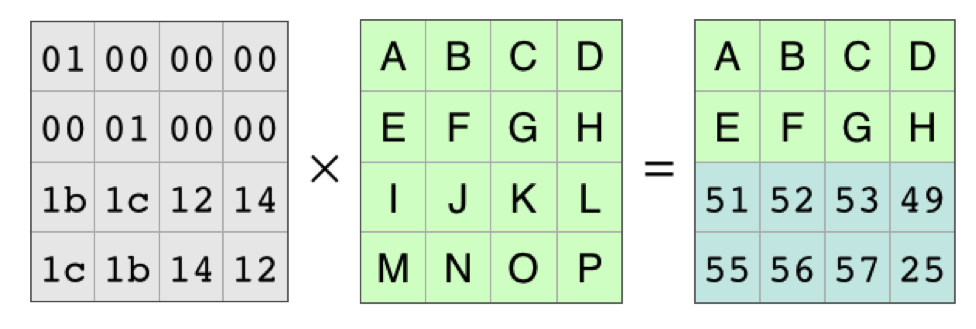 01 00 00 00 A B C D A B C D
00 01 00 00 E F G H E F G H
×
=
1b 1c 12 14 I J K L 51 52 53 49
1c 1b 14 12 M N O P 55 56 57 25